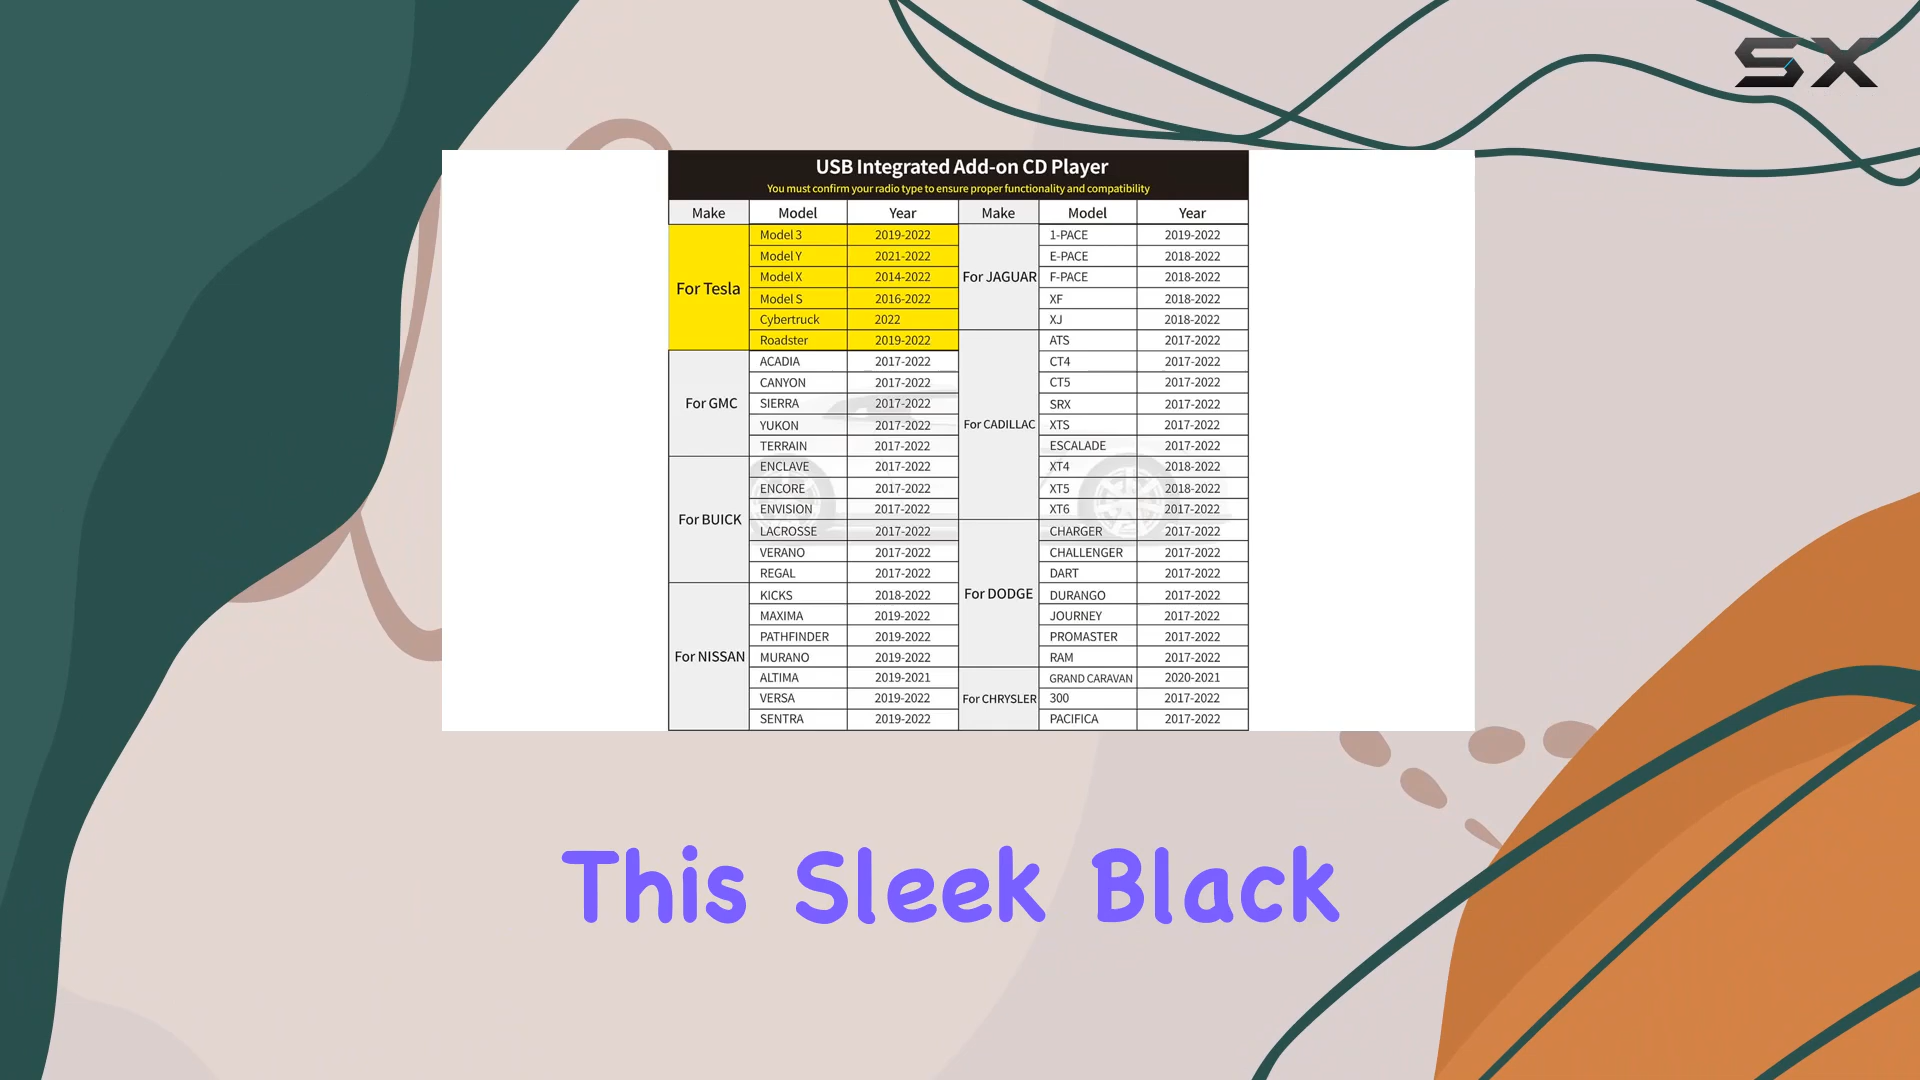 SX
USB Integrated Add-on CD Player
You must confirm your radio type to ensure proper functionality and compatibility
Make Model Year Make Model Year
For Tesla
Model 3 2019-2022
Model Y 2021-2022
Model X 2014-2022
Model S 2016-2022
Cybertruck 2022
Roadster 2019-2022
For GMC
ACADIA 2017-2022
CANYON 2017-2022
SIERRA 2017-2022
YUKON 2017-2022
TERRAIN 2017-2022
For BUICK
ENCLAVE 2017-2022
ENCORE 2017-2022
ENVISION 2017-2022
LACROSSE 2017-2022
VERANO 2017-2022
REGAL 2017-2022
For NISSAN
KICKS 2018-2022
MAXIMA 2019-2022
PATHFINDER 2019-2022
MURANO 2019-2022
ALTIMA 2019-2021
VERSA 2019-2022
SENTRA 2019-2022
For JAGUAR
1-PACE 2019-2022
E-PACE 2018-2022
F-PACE 2018-2022
XF 2018-2022
XJ 2018-2022
For CADILLAC
ATS 2017-2022
CT4 2017-2022
CT5 2017-2022
SRX 2017-2022
XTS 2017-2022
ESCALADE 2017-2022
XT4 2018-2022
XT5 2018-2022
XT6 2017-2022
For DODGE
CHARGER 2017-2022
CHALLENGER 2017-2022
DART 2017-2022
DURANGO 2017-2022
JOURNEY 2017-2022
PROMASTER 2017-2022
RAM 2017-2022
For CHRYSLER
GRAND CARAVAN 2020-2021
300 2017-2022
PACIFICA 2017-2022
This Sleek Black